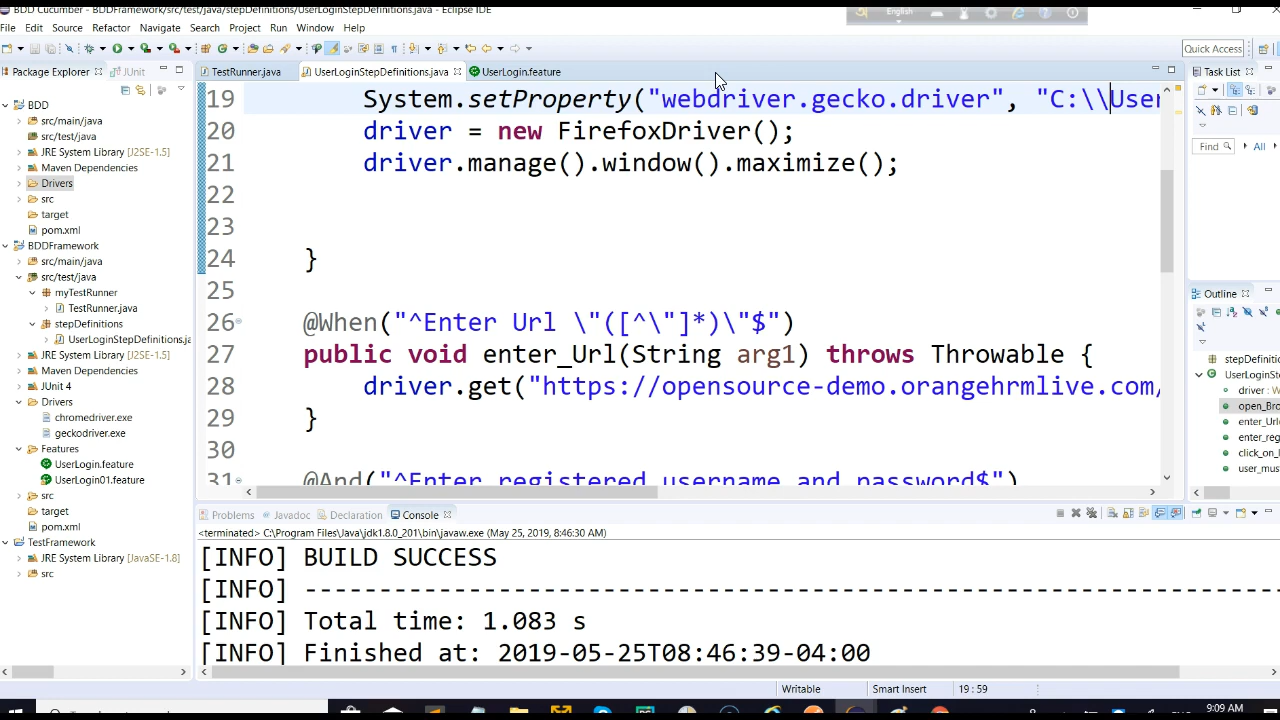 BDD Cucumber - BDDFramework/src/test/java/stepDefinitions/UserLoginStepDefinitions.java - Eclipse IDE
English
File Edit Source Refactor Navigate Search Project Run Window Help
Quick Access
Package Explorer
JUnit
BDD
src/main/java
src/test/java
JRE System Library [J2SE-1.5]
Maven Dependencies
Drivers
src
target
pom.xml
BDDFramework
src/main/java
src/test/java
myTestRunner
TestRunner.java
stepDefinitions
UserLoginStepDefinitions.ja
JRE System Library [J2SE-1.5]
Maven Dependencies
JUnit 4
Drivers
chromedriver.exe
geckodriver.exe
Features
UserLogin.feature
UserLogin01.feature
src
target
pom.xml
TestFramework
JRE System Library [JavaSE-1.8]
src
TestRunner.java
UserLoginStepDefinitions.java
UserLogin.feature
19 System.setProperty("webdriver.gecko.driver", "C:\\User
20 driver = new FirefoxDriver();
21 driver.manage().window().maximize();
22
23
24 }
25
26 @When("^Enter Url \"([^\"]*)\"$")
27 public void enter_Url(String arg1) throws Throwable {
28 driver.get("https://opensource-demo.orangehrmlive.com/
29 }
30
31 @And("^Enter registered username and password$")
Task List
Find
All
Outline
stepDefinitio
UserLoginSte
driver : W
open_Bro
enter_Url
enter_reg
click_on_l
user_mus
Problems
Javadoc
Declaration
Console
<terminated> C:\Program Files\Java\jdk1.8.0_201\bin\javaw.exe (May 25, 2019, 8:46:30 AM)
[INFO] BUILD SUCCESS
[INFO] ------------------------------------------------------------------
[INFO] Total time: 1.083 s
[INFO] Finished at: 2019-05-25T08:46:39-04:00
Writable
Smart Insert
19 : 59
9:09 AM